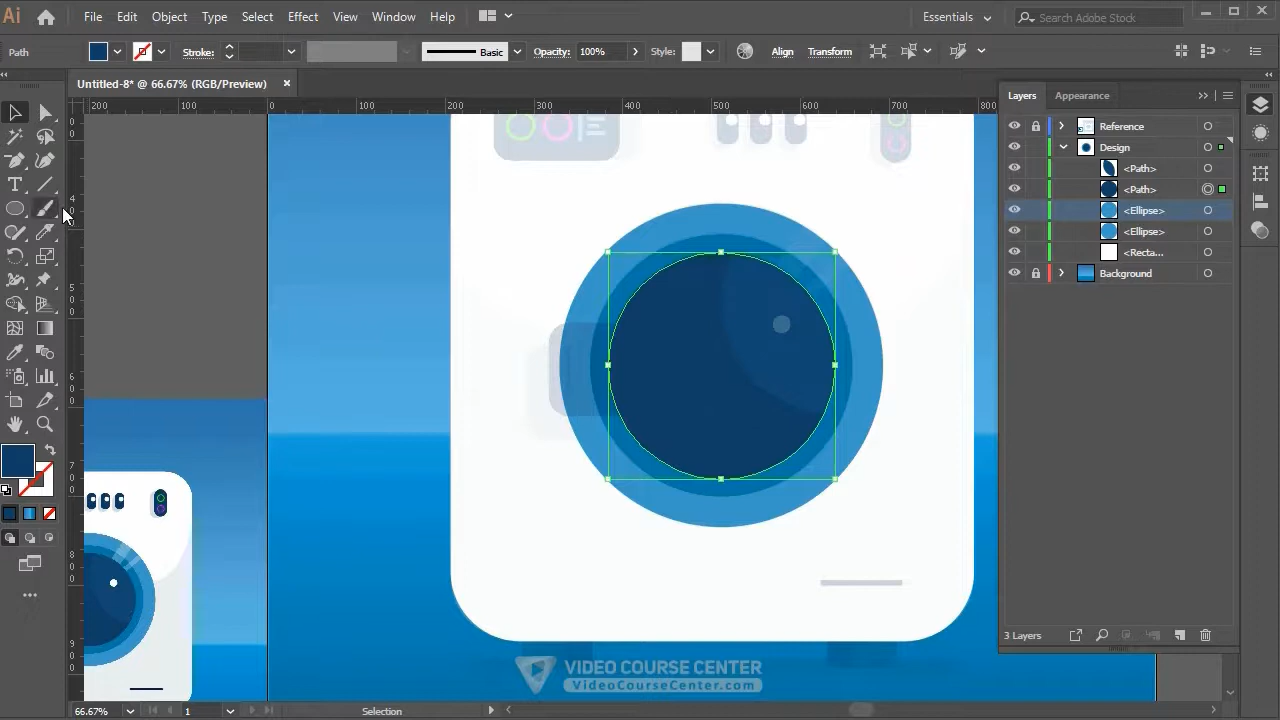 Ai File Edit Object Type Select Effect View Window Help Essentials Search Adobe Stock
Path Stroke: Basic Opacity: 100% Style: Align Transform
Untitled-8* @ 66.67% (RGB/Preview)
200 100 0 100 200 300 400 500 600 700 800
Layers Appearance
Reference
Design
<Path>
<Path>
<Ellipse>
<Ellipse>
<Recta...
Background
3 Layers
VIDEO COURSE CENTER
VideoCourseCenter.com
66.67% 1 Selection